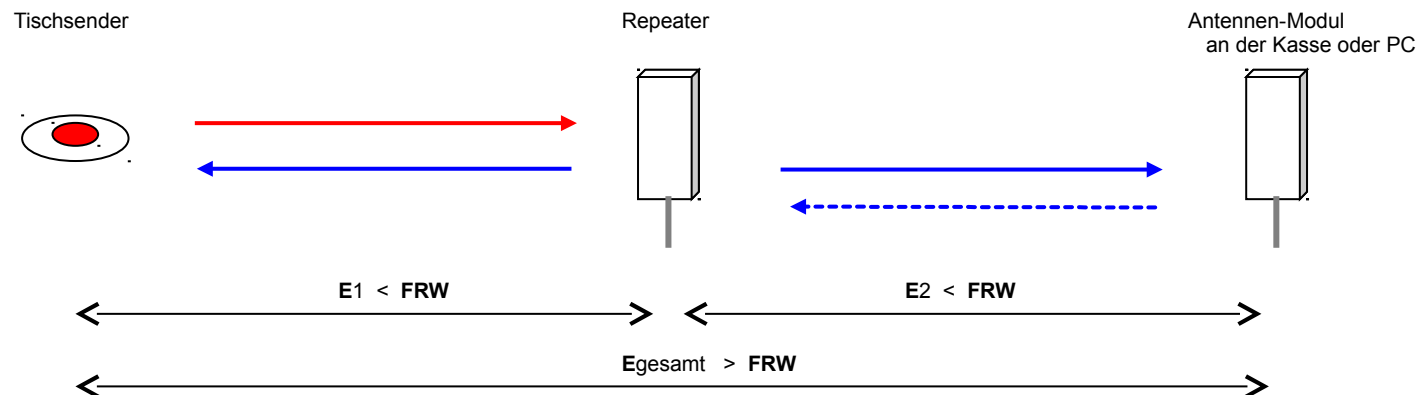 Tischsender
Repeater
Antennen-Modul
an der Kasse oder PC
E1 < FRW
E2 < FRW
Egesamt > FRW